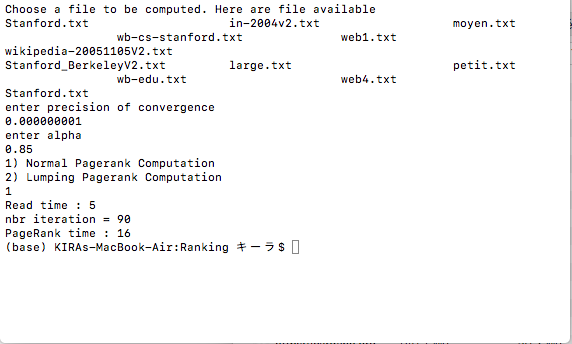 Choose a file to be computed. Here are file available
Stanford.txt in-2004v2.txt moyen.txt
wb-cs-stanford.txt web1.txt
wikipedia-20051105V2.txt
Stanford_BerkeleyV2.txt large.txt petit.txt
wb-edu.txt web4.txt
Stanford.txt
enter precision of convergence
0.000000001
enter alpha
0.85
1) Normal Pagerank Computation
2) Lumping Pagerank Computation
1
Read time : 5
nbr iteration = 90
PageRank time : 16
(base) KIRAs-MacBook-Air:Ranking キーラ$